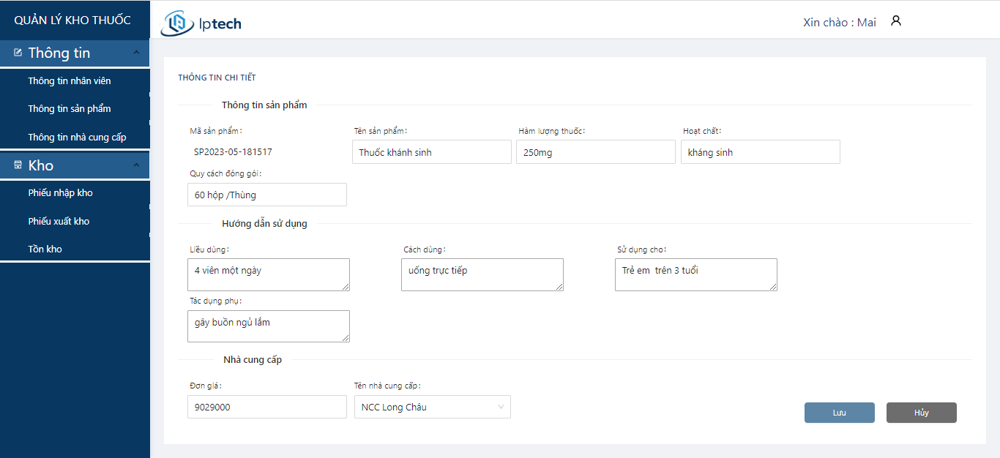 QUẢN LÝ KHO THUỐC
Iptech
Xin chào : Mai
Thông tin
Thông tin nhân viên
Thông tin sản phẩm
Thông tin nhà cung cấp
Kho
Phiếu nhập kho
Phiếu xuất kho
Tồn kho
THÔNG TIN CHI TIẾT
Thông tin sản phẩm
Mã sản phẩm: Tên sản phẩm: Hàm lượng thuốc: Hoạt chất:
SP2023-05-181517 Thuốc khánh sinh 250mg kháng sinh
Quy cách đóng gói:
60 hộp /Thùng
Hướng dẫn sử dụng
Liều dùng: Cách dùng: Sử dụng cho:
4 viên một ngày uống trực tiếp Trẻ em  trên 3 tuổi
Tác dụng phụ:
gây buồn ngủ lắm
Nhà cung cấp
Đơn giá: Tên nhà cung cấp:
9029000 NCC Long Châu
Lưu Hủy